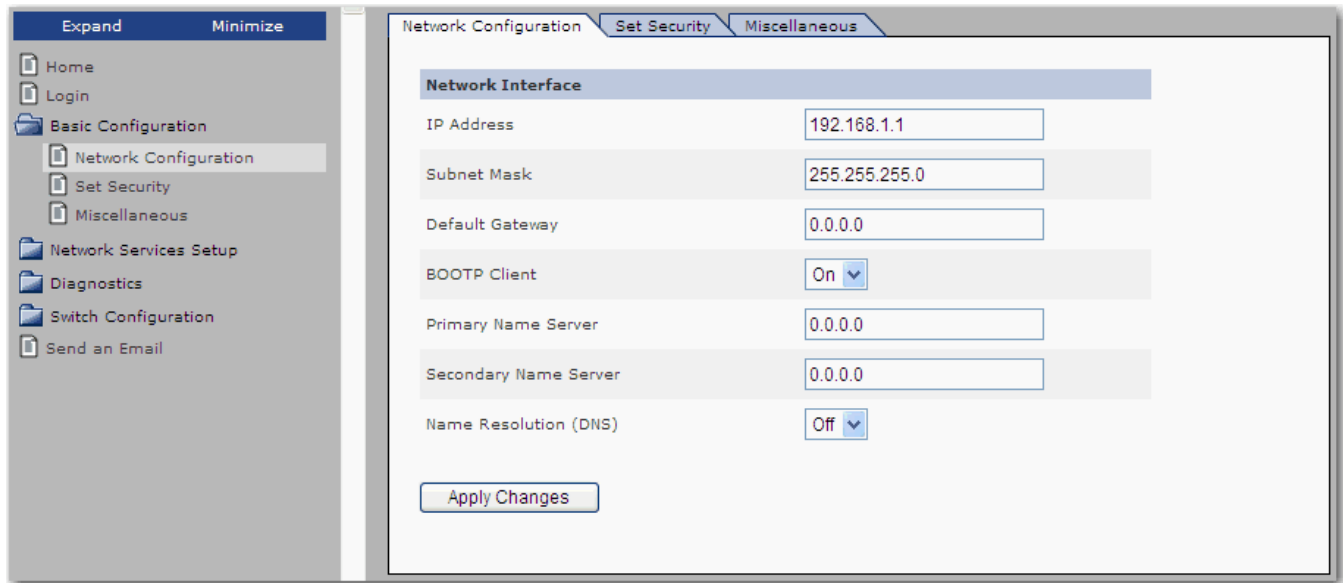 Expand Minimize
Home
Login
Basic Configuration
Network Configuration
Set Security
Miscellaneous
Network Services Setup
Diagnostics
Switch Configuration
Send an Email
Network Configuration Set Security Miscellaneous
Network Interface
IP Address 192.168.1.1
Subnet Mask 255.255.255.0
Default Gateway 0.0.0.0
BOOTP Client On
Primary Name Server 0.0.0.0
Secondary Name Server 0.0.0.0
Name Resolution (DNS) Off
Apply Changes